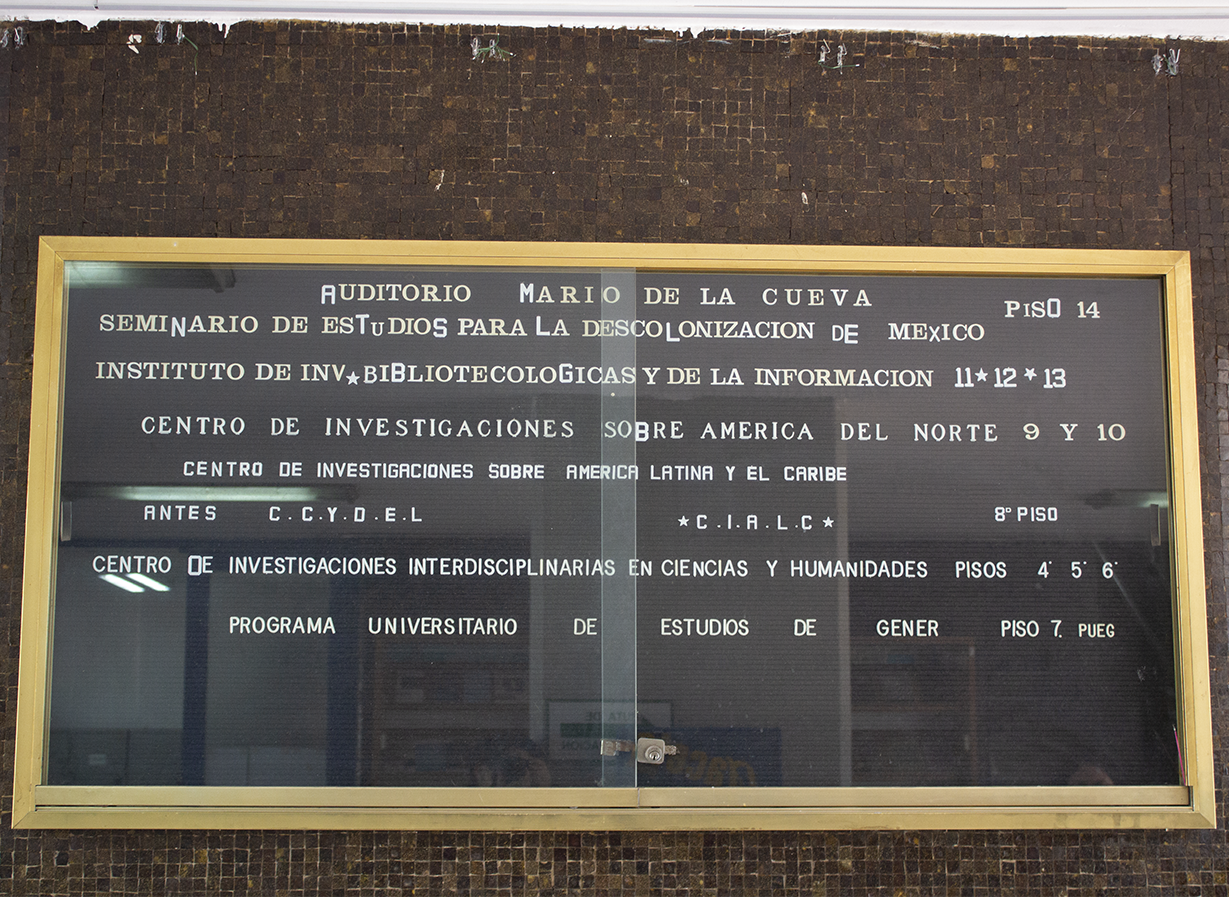 AUDITORIO MARIO DE LA CUEVA PISO 14
SEMINARIO DE ESTUDIOS PARA LA DESCOLONIZACION DE MEXICO
INSTITUTO DE INV★BIBLIOTECOLOGICAS Y DE LA INFORMACION 11★12★13
CENTRO DE INVESTIGACIONES SOBRE AMERICA DEL NORTE 9 Y 10
CENTRO DE INVESTIGACIONES SOBRE AMERICA LATINA Y EL CARIBE
ANTES C.C.Y.D.E.L ★C.I.A.L.C★ 8° PISO
CENTRO DE INVESTIGACIONES INTERDISCIPLINARIAS EN CIENCIAS Y HUMANIDADES PISOS 4° 5° 6°
PROGRAMA UNIVERSITARIO DE ESTUDIOS DE GENER PISO 7. PUEG